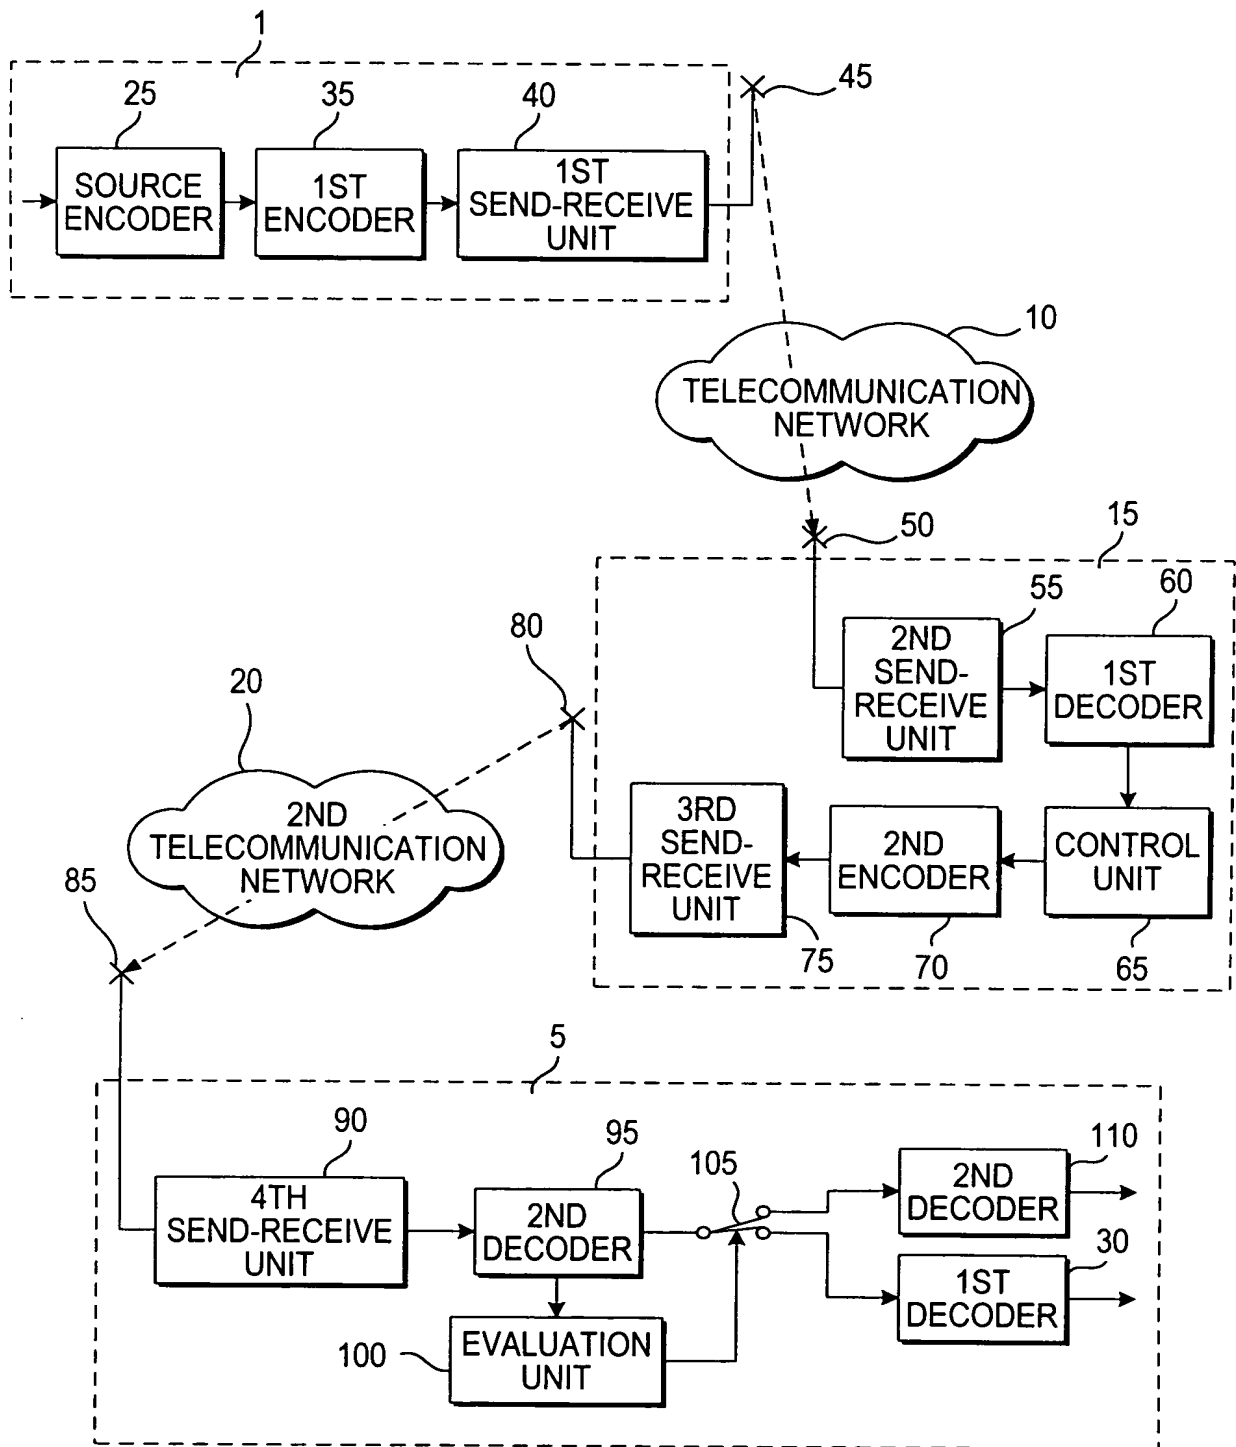 1
25
35
40
45
SOURCE
ENCODER
1ST
ENCODER
1ST
SEND-RECEIVE
UNIT
10
TELECOMMUNICATION
NETWORK
50
15
55
60
2ND
SEND-
RECEIVE
UNIT
1ST
DECODER
80
20
2ND
TELECOMMUNICATION
NETWORK
3RD
SEND-
RECEIVE
UNIT
2ND
ENCODER
CONTROL
UNIT
85
75
70
65
5
90
95
105
110
4TH
SEND-RECEIVE
UNIT
2ND
DECODER
2ND
DECODER
30
1ST
DECODER
100
EVALUATION
UNIT